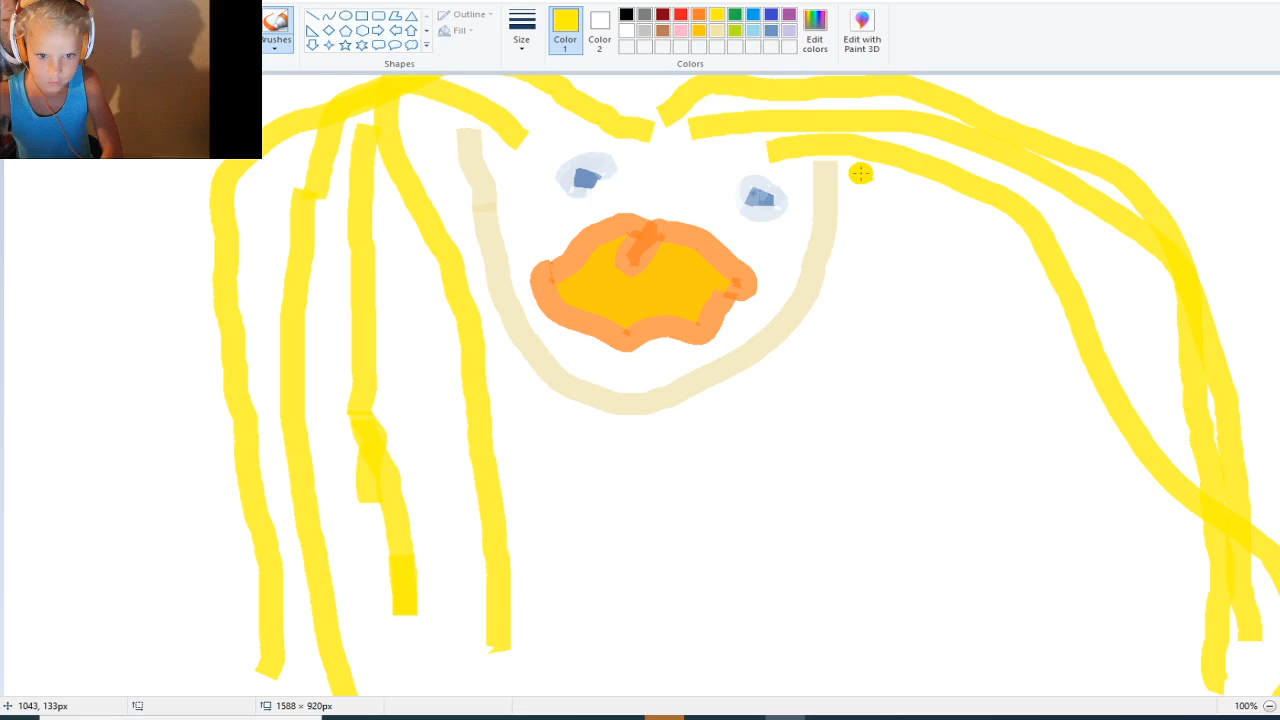 Brushes
Outline
Fill
Shapes
Size
Color 1
Color 2
Edit colors
Edit with Paint 3D
Colors
1043, 133px
1588 × 920px
100%